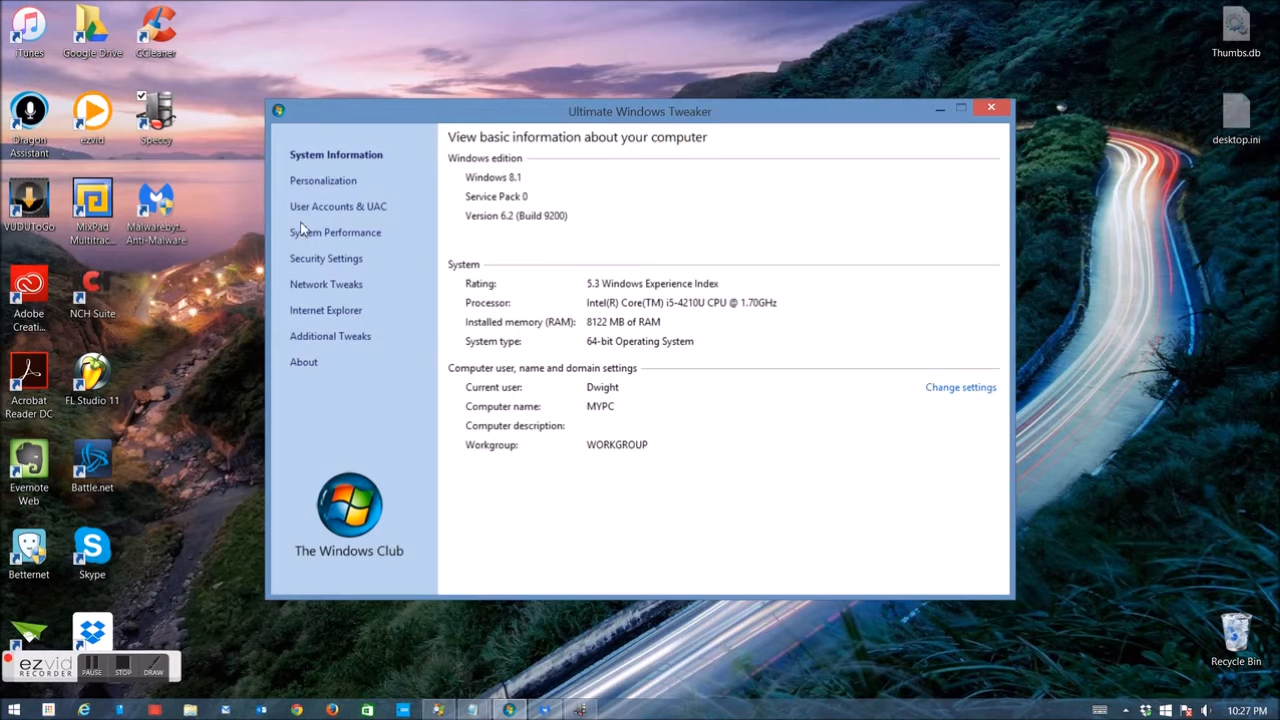 iTunes
Google Drive
CCleaner
Dragon
Assistant
ezvid
Speccy
VUDUToGo
MixPad
Multitrac...
Malwarebyt...
Anti-Malware
Adobe
Creati...
NCH Suite
Acrobat
Reader DC
FL Studio 11
Evernote
Web
Battle.net
Betternet
Skype
ezvid
RECORDER
PAUSE
STOP
DRAW
Ultimate Windows Tweaker
System Information
Personalization
User Accounts & UAC
System Performance
Security Settings
Network Tweaks
Internet Explorer
Additional Tweaks
About
The Windows Club
View basic information about your computer
Windows edition
Windows 8.1
Service Pack 0
Version 6.2 (Build 9200)
System
Rating: 5.3 Windows Experience Index
Processor: Intel(R) Core(TM) i5-4210U CPU @ 1.70GHz
Installed memory (RAM): 8122 MB of RAM
System type: 64-bit Operating System
Computer user, name and domain settings
Current user: Dwight Change settings
Computer name: MYPC
Computer description:
Workgroup: WORKGROUP
Thumbs.db
desktop.ini
Recycle Bin
10:27 PM